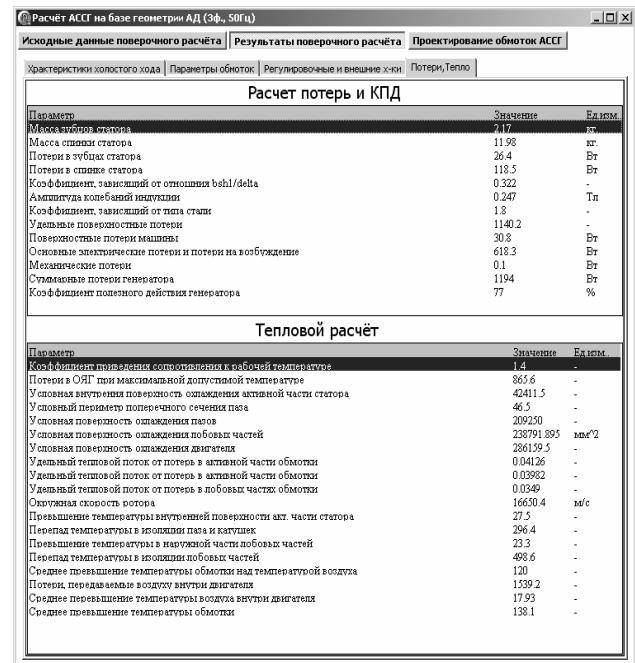 Расчёт АССГ на базе геометрии АД (3ф., 50Гц)
Исходные данные поверочного расчёта Результаты поверочного расчёта Проектирование обмоток АССГ
Храктеристики холостого хода Параметры обмоток Регулировочные и внешние х-ки Потери,Тепло
Расчет потерь и КПД
Параметр Значение Ед.изм.
Масса зубцов статора 2.17 кг.
Масса спинки статора 11.98 кг.
Потери в зубцах статора 26.4 Вт
Потери в спинке статора 118.5 Вт
Коэффициент, зависящий от отношния bsh1/delta 0.322 -
Амплитуда колебаний индукции 0.247 Тл
Коэффициент, зависящий от типа стали 1.8 -
Удельные поверхностные потери 1140.2 -
Поверхностные потери машины 30.8 Вт
Основные электрические потери и потери на возбуждение 618.3 Вт
Механические потери 0.1 Вт
Суммарные потери генератора 1194 Вт
Коэффициент полезного действия генератора 77 %
Тепловой расчёт
Параметр Значение Ед.изм..
Коэффициент приведения сопротивления к рабочей температуре 1.4 -
Потери в ОЯГ при максимальной допустимой температуре 865.6 -
Условная внутрення поверхность охлаждения активной части статора 42411.5 -
Условный периметр поперечного сечения паза 46.5 -
Условная поверхность охлаждения пазов 209250 -
Условная поверхность охлаждения лобовых частей 238791.895 мм^2
Условная поверхность охлаждения двигателя 286159.5 -
Удельный тепловой поток от потерь в активной части обмотки 0.04126 -
Удельный тепловой поток от потерь в активной части обмотки 0.03982 -
Удельный тепловой поток от потерь в лобовых частях обмотки 0.0349 -
Окружная скорость ротора 16650.4 м/с
Превышение температуры внутренней поверхности акт. части статора 27.5 -
Перепад температуры в изоляции паза и катушек 296.4 -
Превышение температуры в наружной части лобовых частей 23.3 -
Перепад температуры в изоляции лобовых частей 498.6 -
Среднее превышение температуры обмотки над температурой воздуха 120 -
Потери, передаваемые воздуху внутри двигателя 1539.2 -
Среднее перевышение температуры воздуха внутри двигателя 17.93 -
Среднее превышение температуры обмотки 138.1 -